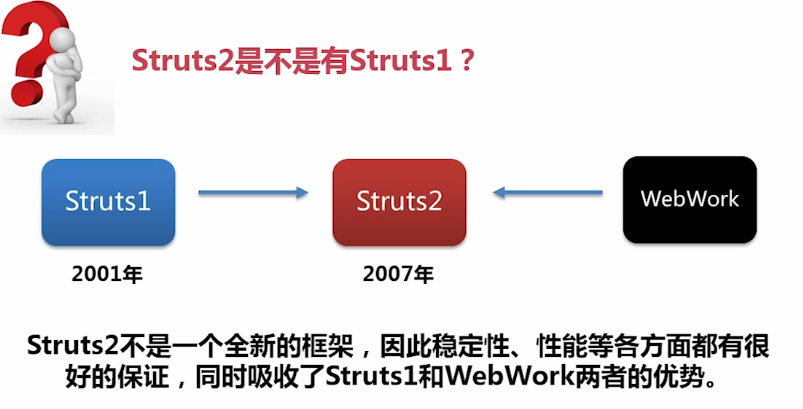 Struts2是不是有Struts1？
Struts1
Struts2
WebWork
2001年
2007年
Struts2不是一个全新的框架，因此稳定性、性能等各方面都有很
好的保证，同时吸收了Struts1和WebWork两者的优势。